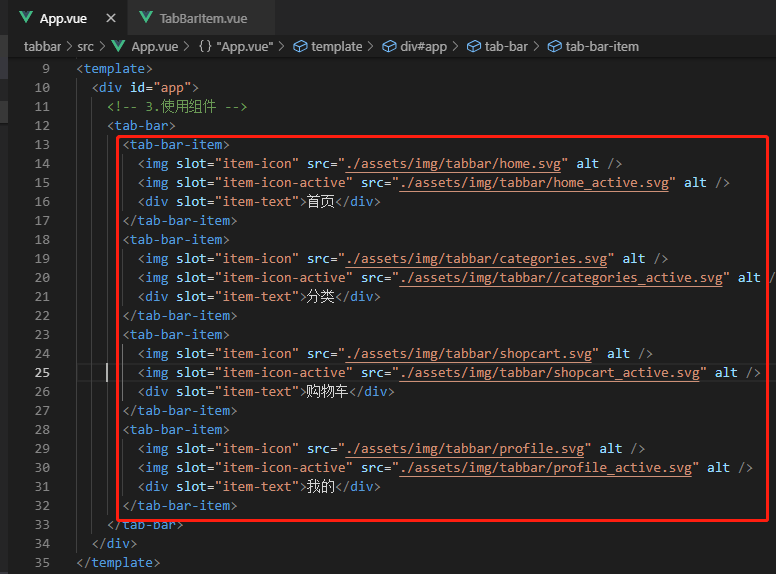 App.vue × TabBarItem.vue
tabbar > src > App.vue > {} "App.vue" > template > div#app > tab-bar > tab-bar-item
9 <template>
10 <div id="app">
11 <!-- 3.使用组件 -->
12 <tab-bar>
13 <tab-bar-item>
14 <img slot="item-icon" src="./assets/img/tabbar/home.svg" alt />
15 <img slot="item-icon-active" src="./assets/img/tabbar/home_active.svg" alt />
16 <div slot="item-text">首页</div>
17 </tab-bar-item>
18 <tab-bar-item>
19 <img slot="item-icon" src="./assets/img/tabbar/categories.svg" alt />
20 <img slot="item-icon-active" src="./assets/img/tabbar//categories_active.svg" alt /
21 <div slot="item-text">分类</div>
22 </tab-bar-item>
23 <tab-bar-item>
24 <img slot="item-icon" src="./assets/img/tabbar/shopcart.svg" alt />
25 <img slot="item-icon-active" src="./assets/img/tabbar/shopcart_active.svg" alt />
26 <div slot="item-text">购物车</div>
27 </tab-bar-item>
28 <tab-bar-item>
29 <img slot="item-icon" src="./assets/img/tabbar/profile.svg" alt />
30 <img slot="item-icon-active" src="./assets/img/tabbar/profile_active.svg" alt />
31 <div slot="item-text">我的</div>
32 </tab-bar-item>
33 </tab-bar>
34 </div>
35 </template>